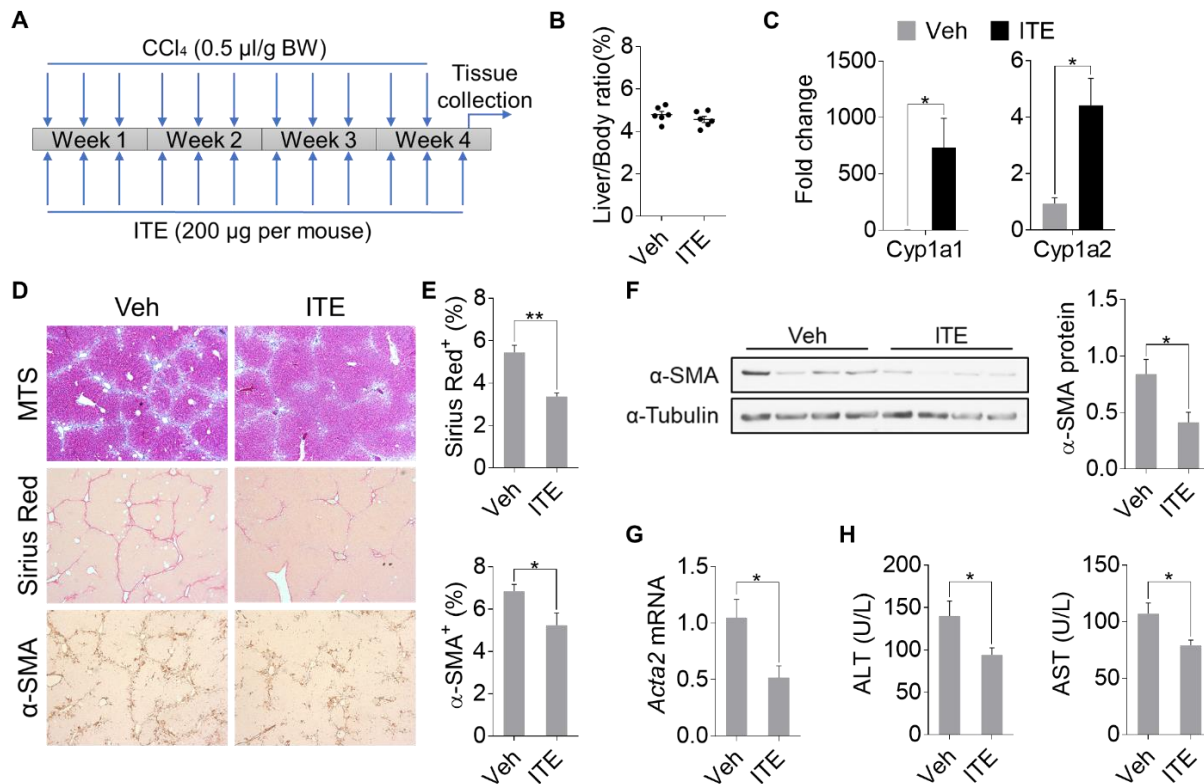 A
CCl₄ (0.5 µl/g BW)
Tissue
collection
Week 1 Week 2 Week 3 Week 4
ITE (200 µg per mouse)
B
Liver/Body ratio(%)
8
6
4
2
0
Veh ITE
C
Veh ITE
Fold change
1500
1000
750
500
0
*
Cyp1a1
6
4
2
0
*
Cyp1a2
D
Veh ITE
MTS
Sirius Red
α-SMA
E
Sirius Red⁺ (%)
8
6
4
2
0
**
Veh ITE
α-SMA⁺ (%)
8
6
4
2
0
*
Veh ITE
F
Veh ITE
α-SMA
α-Tubulin
α-SMA protein
1.5
1.0
0.5
0.0
*
Veh ITE
G
Acta2 mRNA
1.5
1.0
0.5
0.0
*
Veh ITE
H
ALT (U/L)
200
150
100
50
0
*
Veh ITE
AST (U/L)
150
100
50
0
*
Veh ITE